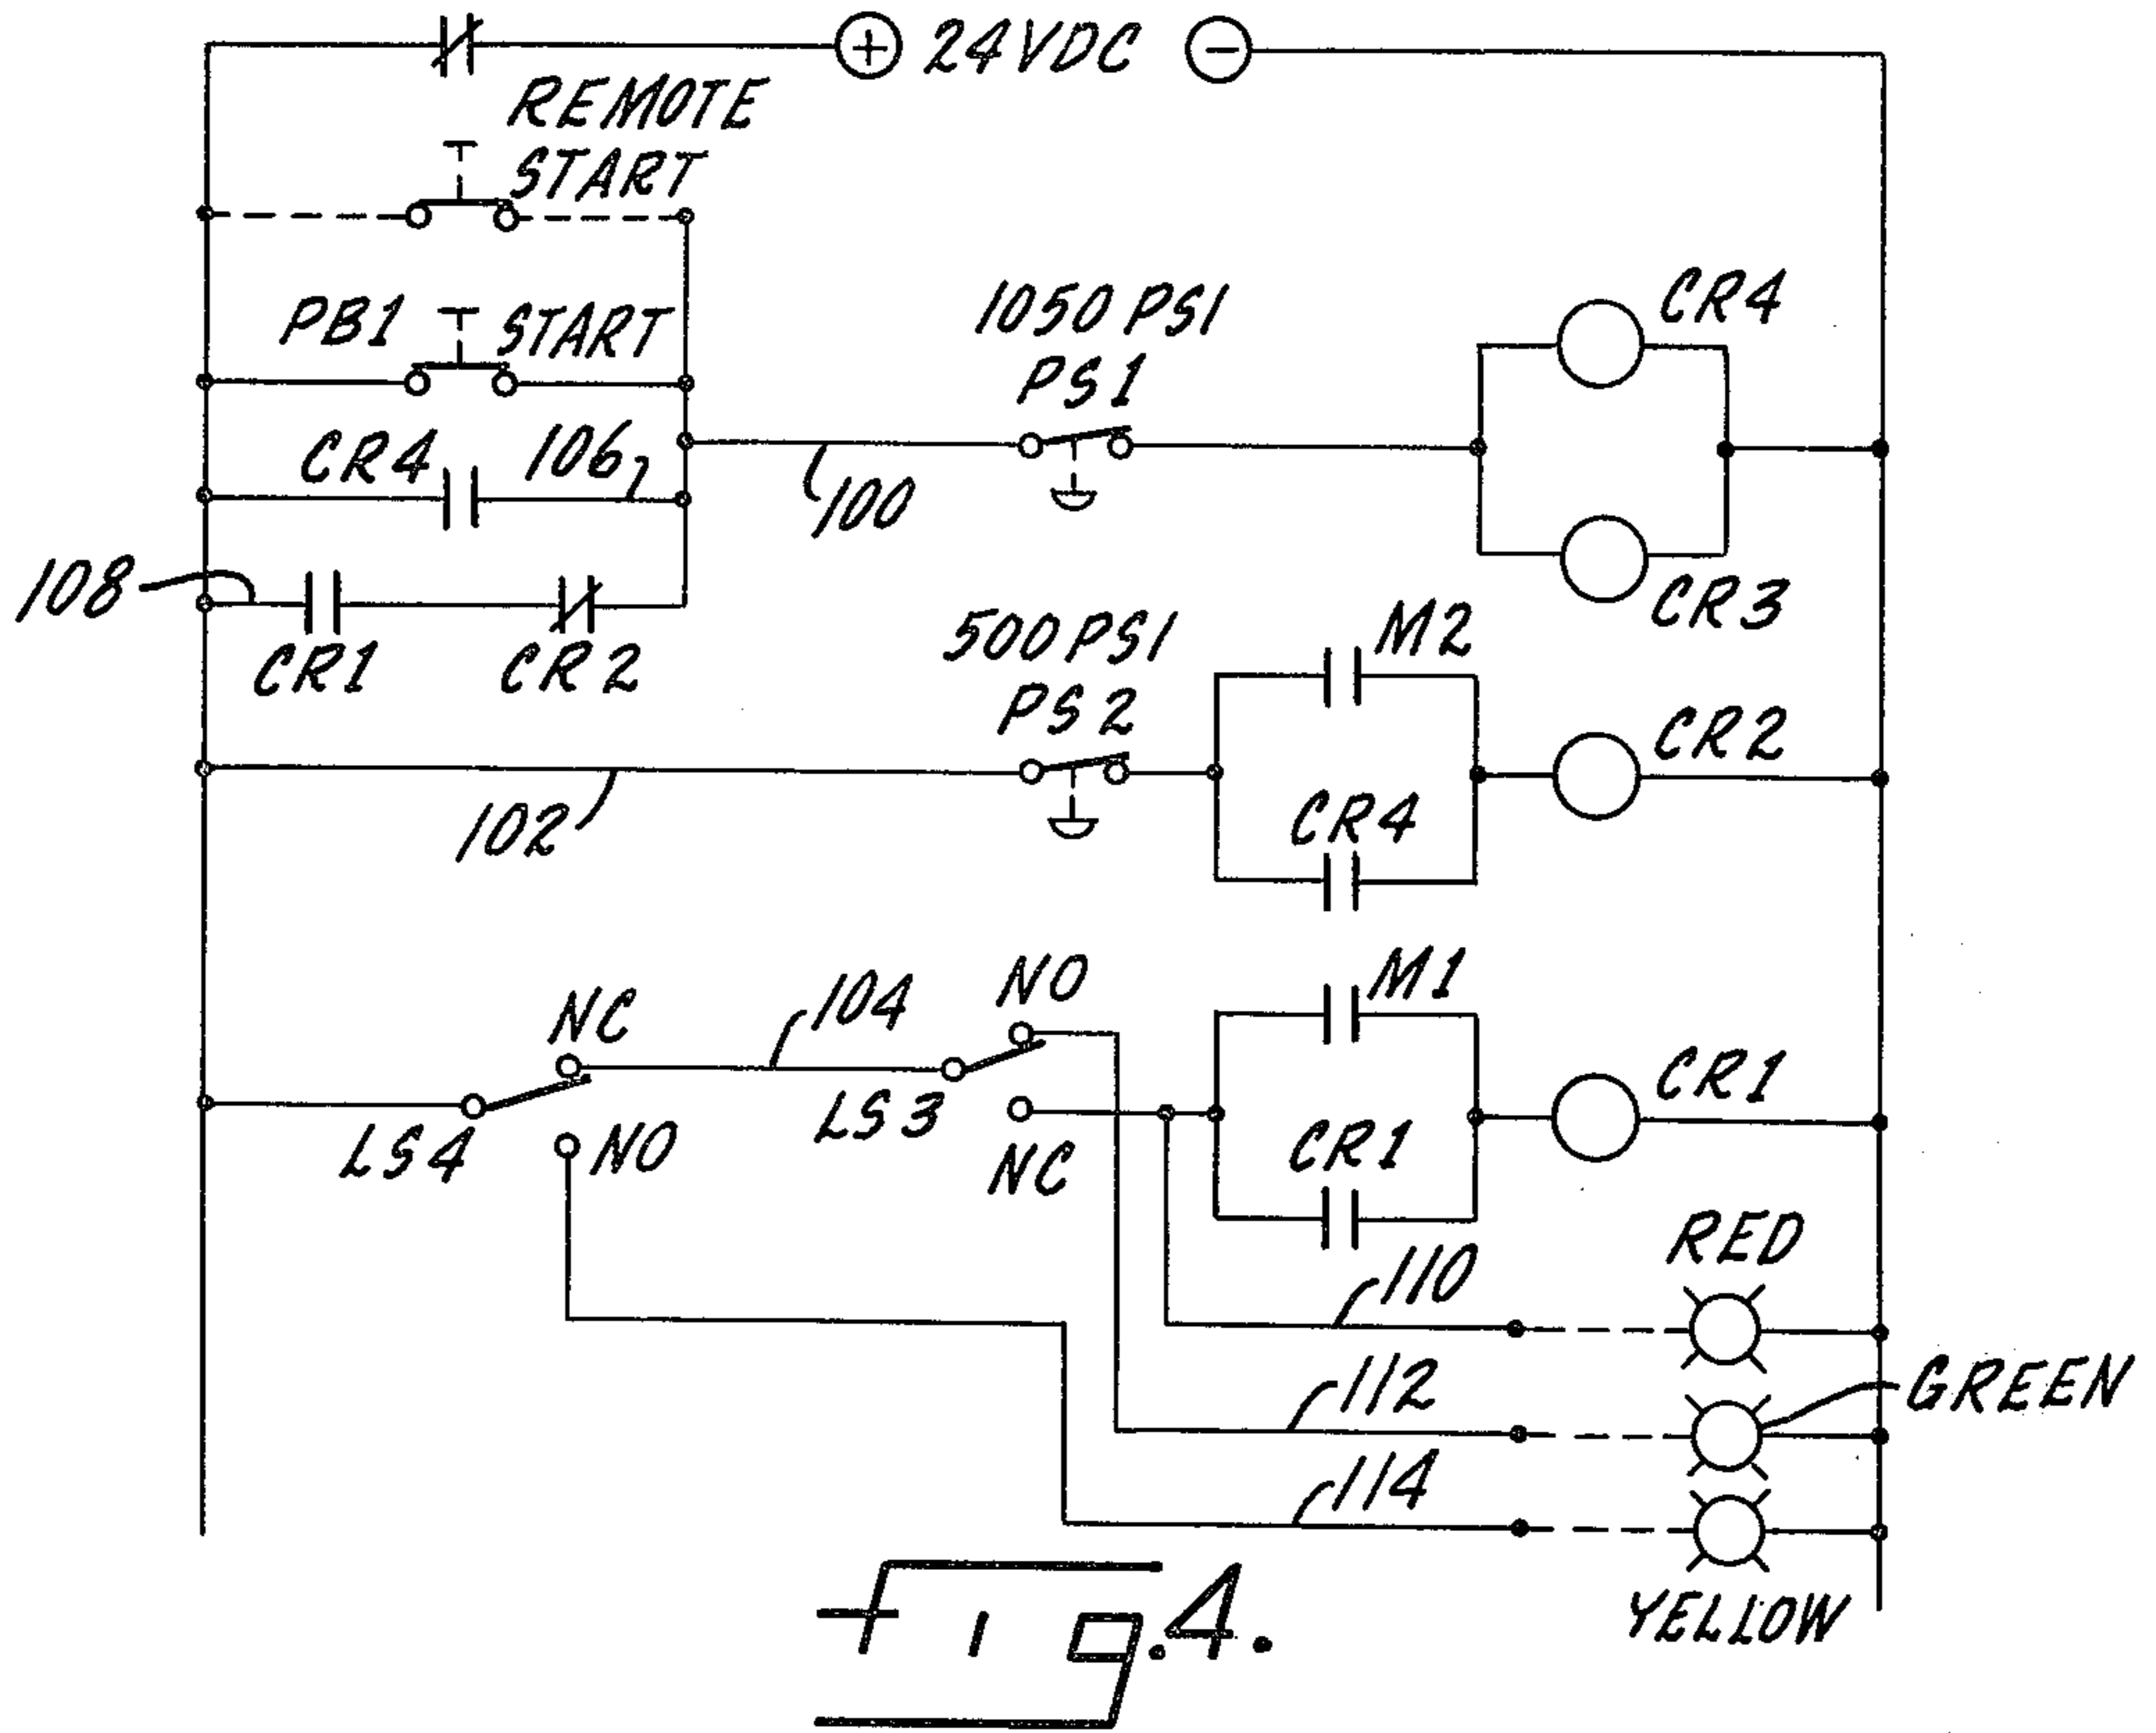 + 24VDC −
REMOTE
START
PB1 START
1050 PSI
PS1
CR4
CR4 106
100
108
CR3
CR1 CR2
500 PSI
PS2
M2
CR2
102
CR4
NC
104
NO
M1
LS4
NO
LS3
NC
CR1
CR1
RED
110
112
GREEN
114
YELLOW
Fig.4.